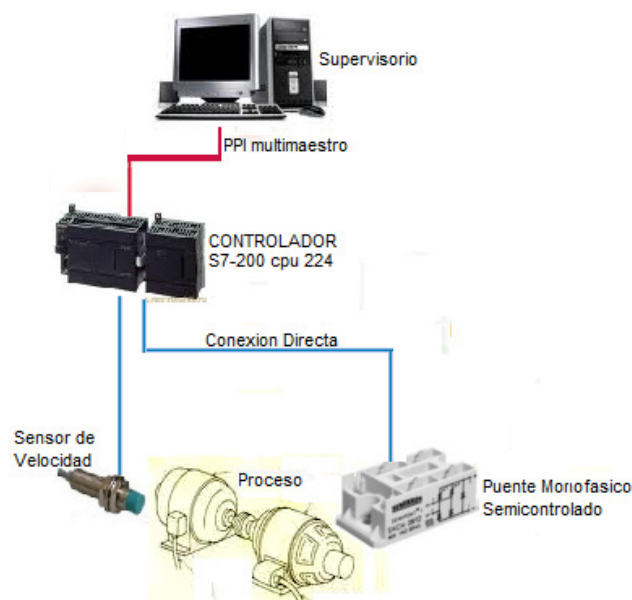 Supervisorio
PPI multimaestro
CONTROLADOR
S7-200 cpu 224
Conexion Directa
Sensor de
Velocidad
Proceso
Puente Monofasico
Semicontrolado